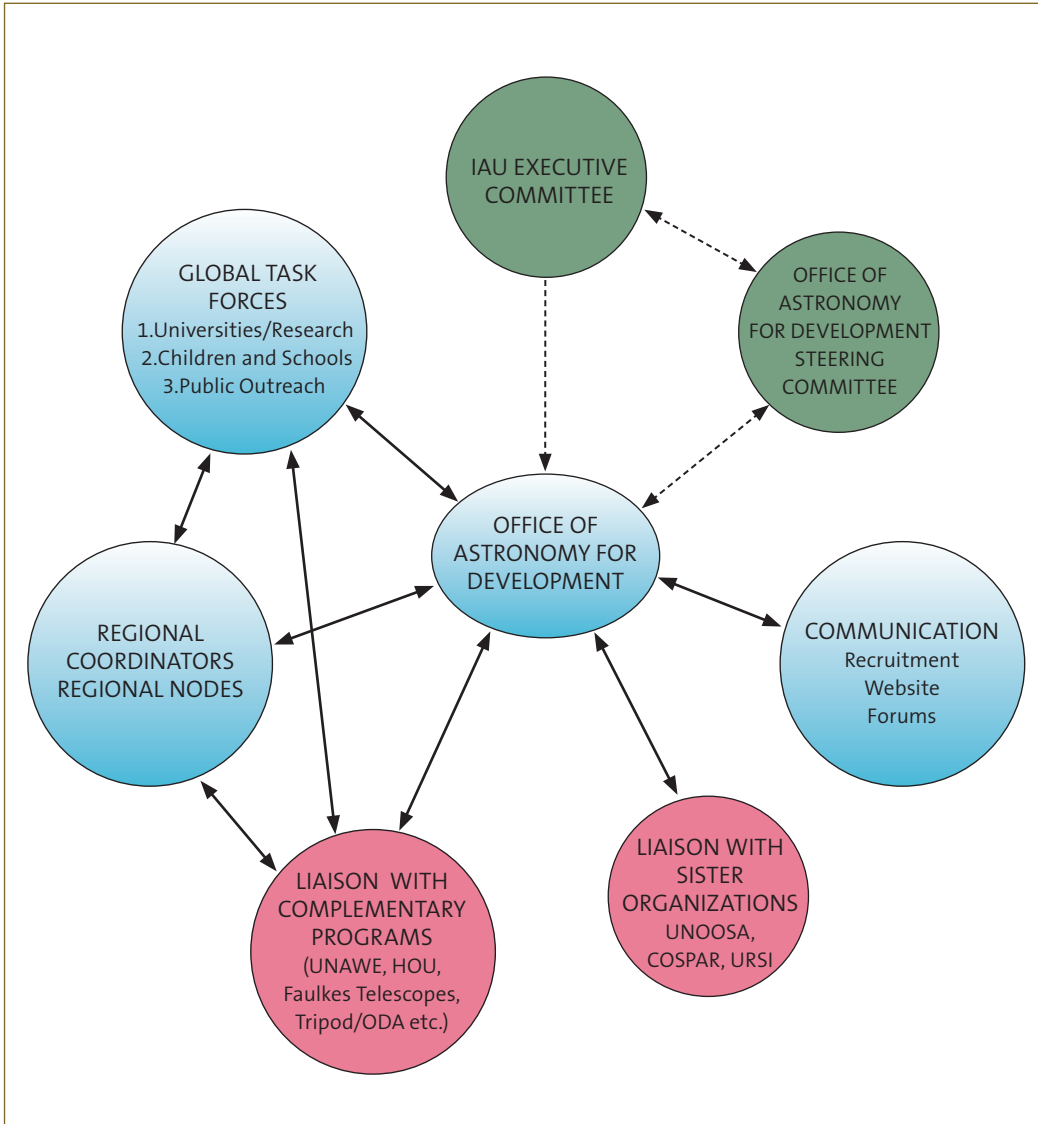 IAU EXECUTIVE
COMMITTEE
GLOBAL TASK
FORCES
1.Universities/Research
2.Children and Schools
3.Public Outreach
OFFICE OF
ASTRONOMY
FOR DEVELOPMENT
STEERING
COMMITTEE
OFFICE OF
ASTRONOMY FOR
DEVELOPMENT
REGIONAL
COORDINATORS
REGIONAL NODES
COMMUNICATION
Recruitment
Website
Forums
LIAISON WITH
COMPLEMENTARY
PROGRAMS
(UNAWE, HOU,
Faulkes Telescopes,
Tripod/ODA etc.)
LIAISON WITH
SISTER
ORGANIZATIONS
UNOOSA,
COSPAR, URSI